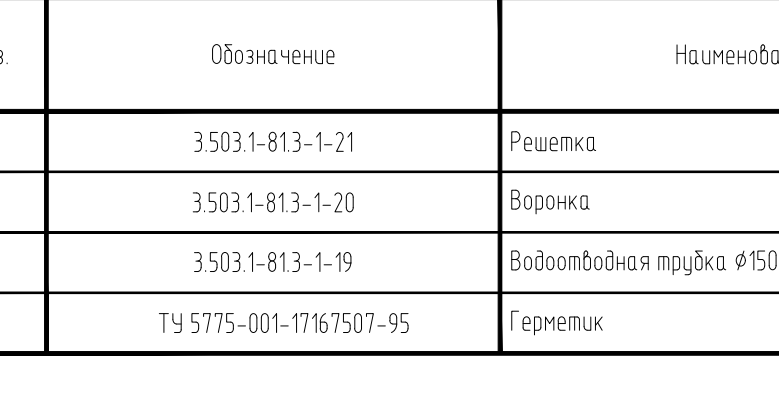 з. Обозначение Наименова
3.503.1-81.3-1-21 Решетка
3.503.1-81.3-1-20 Воронка
3.503.1-81.3-1-19 Водоотводная трубка Ø150
ТУ 5775-001-17167507-95 Герметик